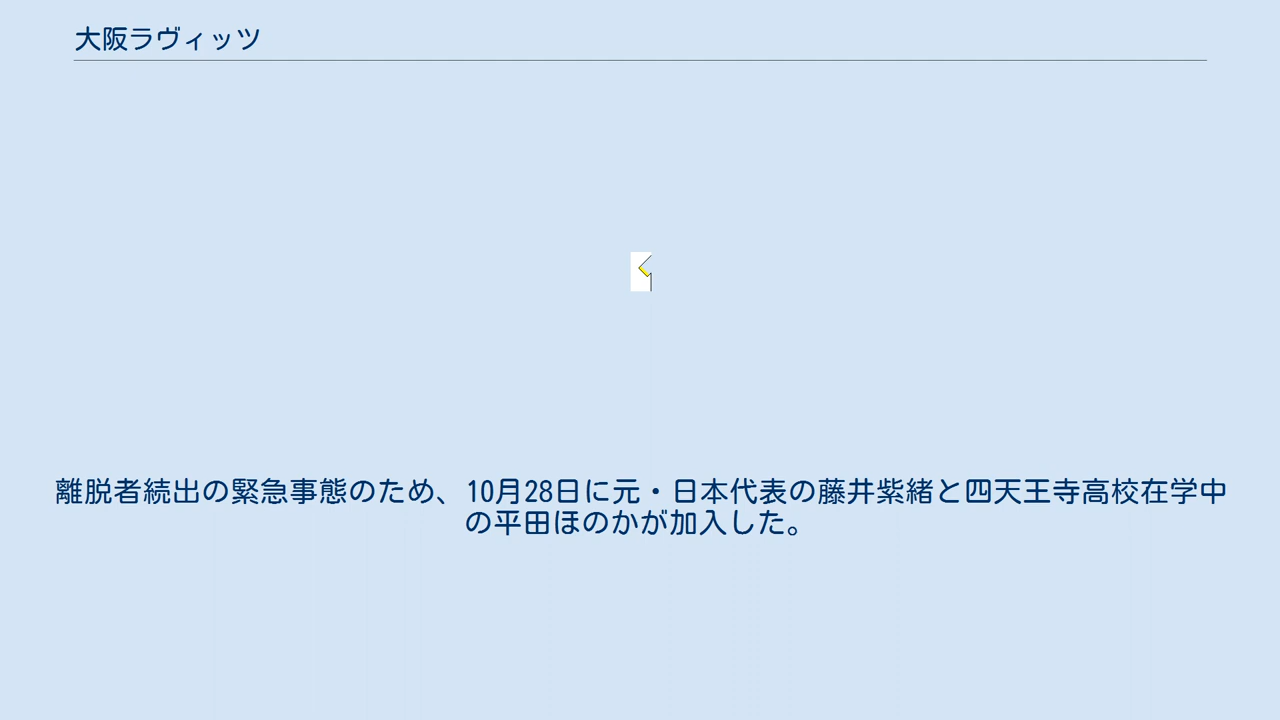 大阪ラヴィッツ
離脱者続出の緊急事態のため、10月28日に元・日本代表の藤井紫緒と四天王寺高校在学中
の平田ほのかが加入した。